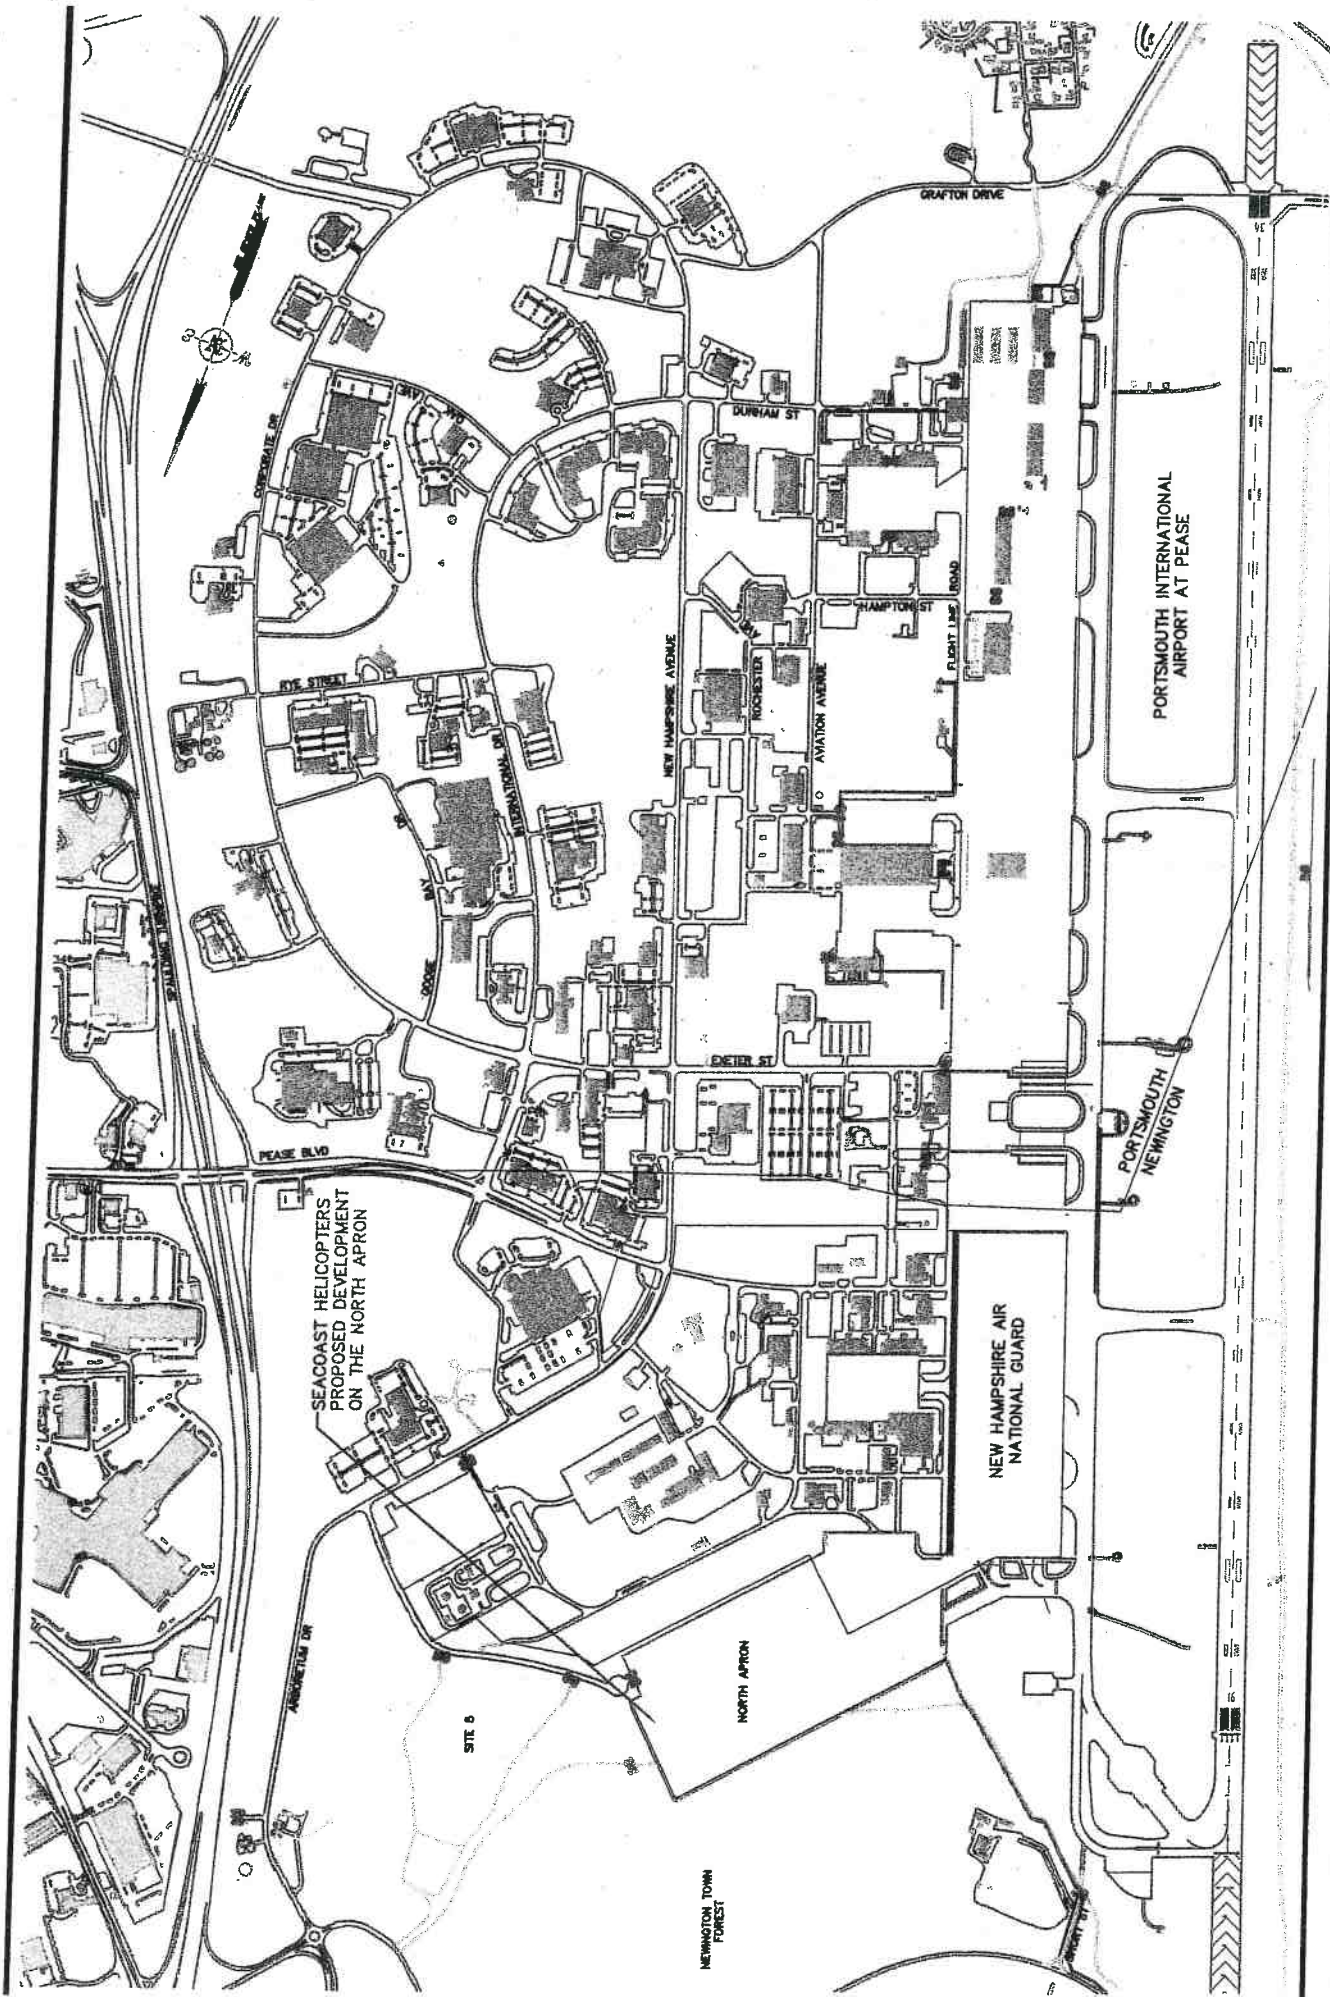 GRAFTON DRIVE
CORPORATE DR
OAK
AVE
DURHAM ST
PORTSMOUTH INTERNATIONAL
AIRPORT AT PEASE
HAMPTON ST
FLIGHT LINE ROAD
AVE
ROCHESTER
AVIATION AVENUE
NEW HAMPSHIRE AVENUE
RYE STREET
INTERNATIONAL DR
GOOSE BAY DR
SPAULDING TURNPIKE
EXETER ST
PEASE BLVD
PORTSMOUTH
NEWINGTON
SEACOAST HELICOPTERS
PROPOSED DEVELOPMENT
ON THE NORTH APRON
NEW HAMPSHIRE AIR
NATIONAL GUARD
ARBORETUM DR
SITE 8
NORTH APRON
NEWINGTON TOWN
FOREST